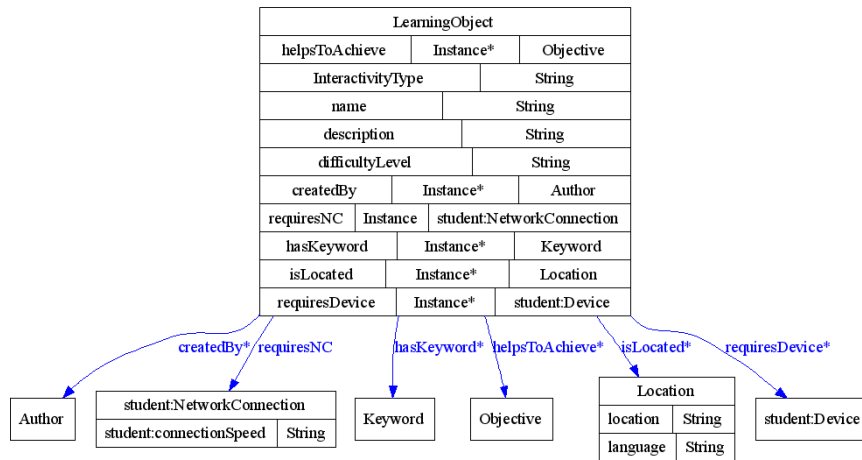 LearningObject
helpsToAchieve Instance* Objective
InteractivityType String
name String
description String
difficultyLevel String
createdBy Instance* Author
requiresNC Instance student:NetworkConnection
hasKeyword Instance* Keyword
isLocated Instance* Location
requiresDevice Instance* student:Device
createdBy* requiresNC hasKeyword* helpsToAchieve* isLocated* requiresDevice*
Author
student:NetworkConnection
student:connectionSpeed String
Keyword
Objective
Location
location String
language String
student:Device